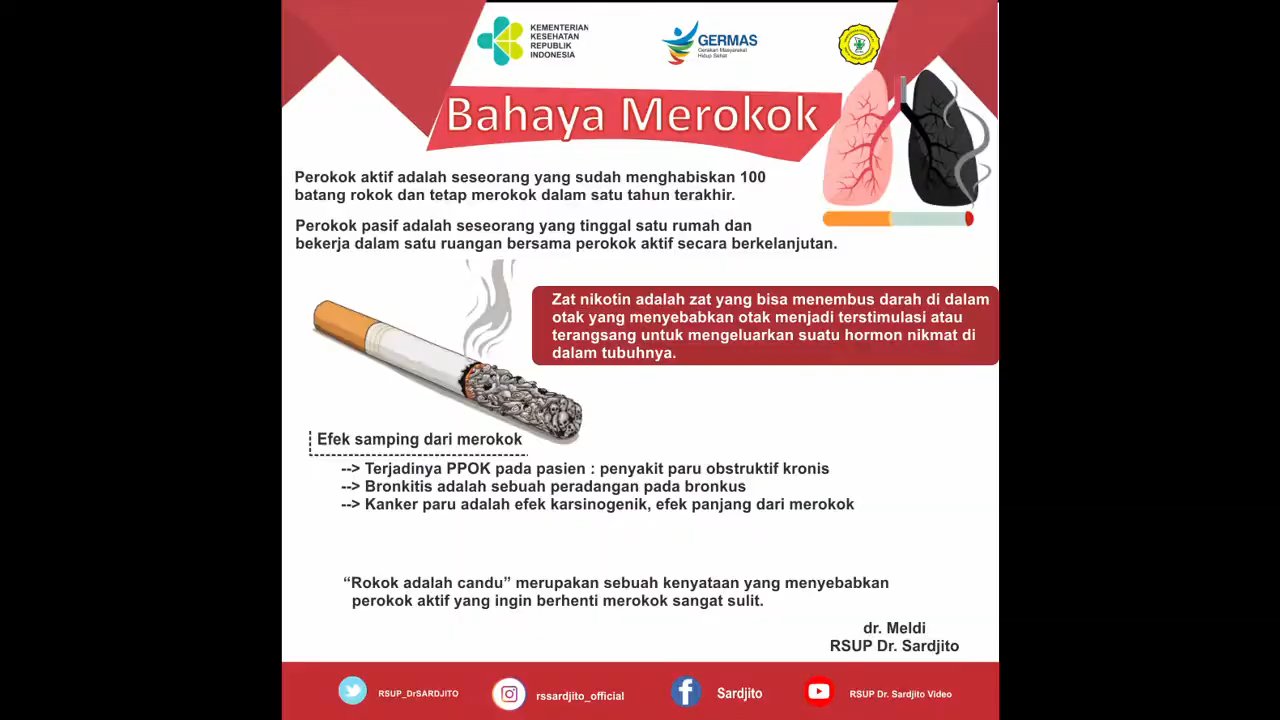 KEMENTERIAN
KESEHATAN
REPUBLIK
INDONESIA
GERMAS
Gerakan Masyarakat
Hidup Sehat
Bahaya Merokok
Perokok aktif adalah seseorang yang sudah menghabiskan 100
batang rokok dan tetap merokok dalam satu tahun terakhir.
Perokok pasif adalah seseorang yang tinggal satu rumah dan
bekerja dalam satu ruangan bersama perokok aktif secara berkelanjutan.
Zat nikotin adalah zat yang bisa menembus darah di dalam
otak yang menyebabkan otak menjadi terstimulasi atau
terangsang untuk mengeluarkan suatu hormon nikmat di
dalam tubuhnya.
Efek samping dari merokok
--> Terjadinya PPOK pada pasien : penyakit paru obstruktif kronis
--> Bronkitis adalah sebuah peradangan pada bronkus
--> Kanker paru adalah efek karsinogenik, efek panjang dari merokok
“Rokok adalah candu” merupakan sebuah kenyataan yang menyebabkan
perokok aktif yang ingin berhenti merokok sangat sulit.
dr. Meldi
RSUP Dr. Sardjito
RSUP_DrSARDJITO
rssardjito_official
Sardjito
RSUP Dr. Sardjito Video